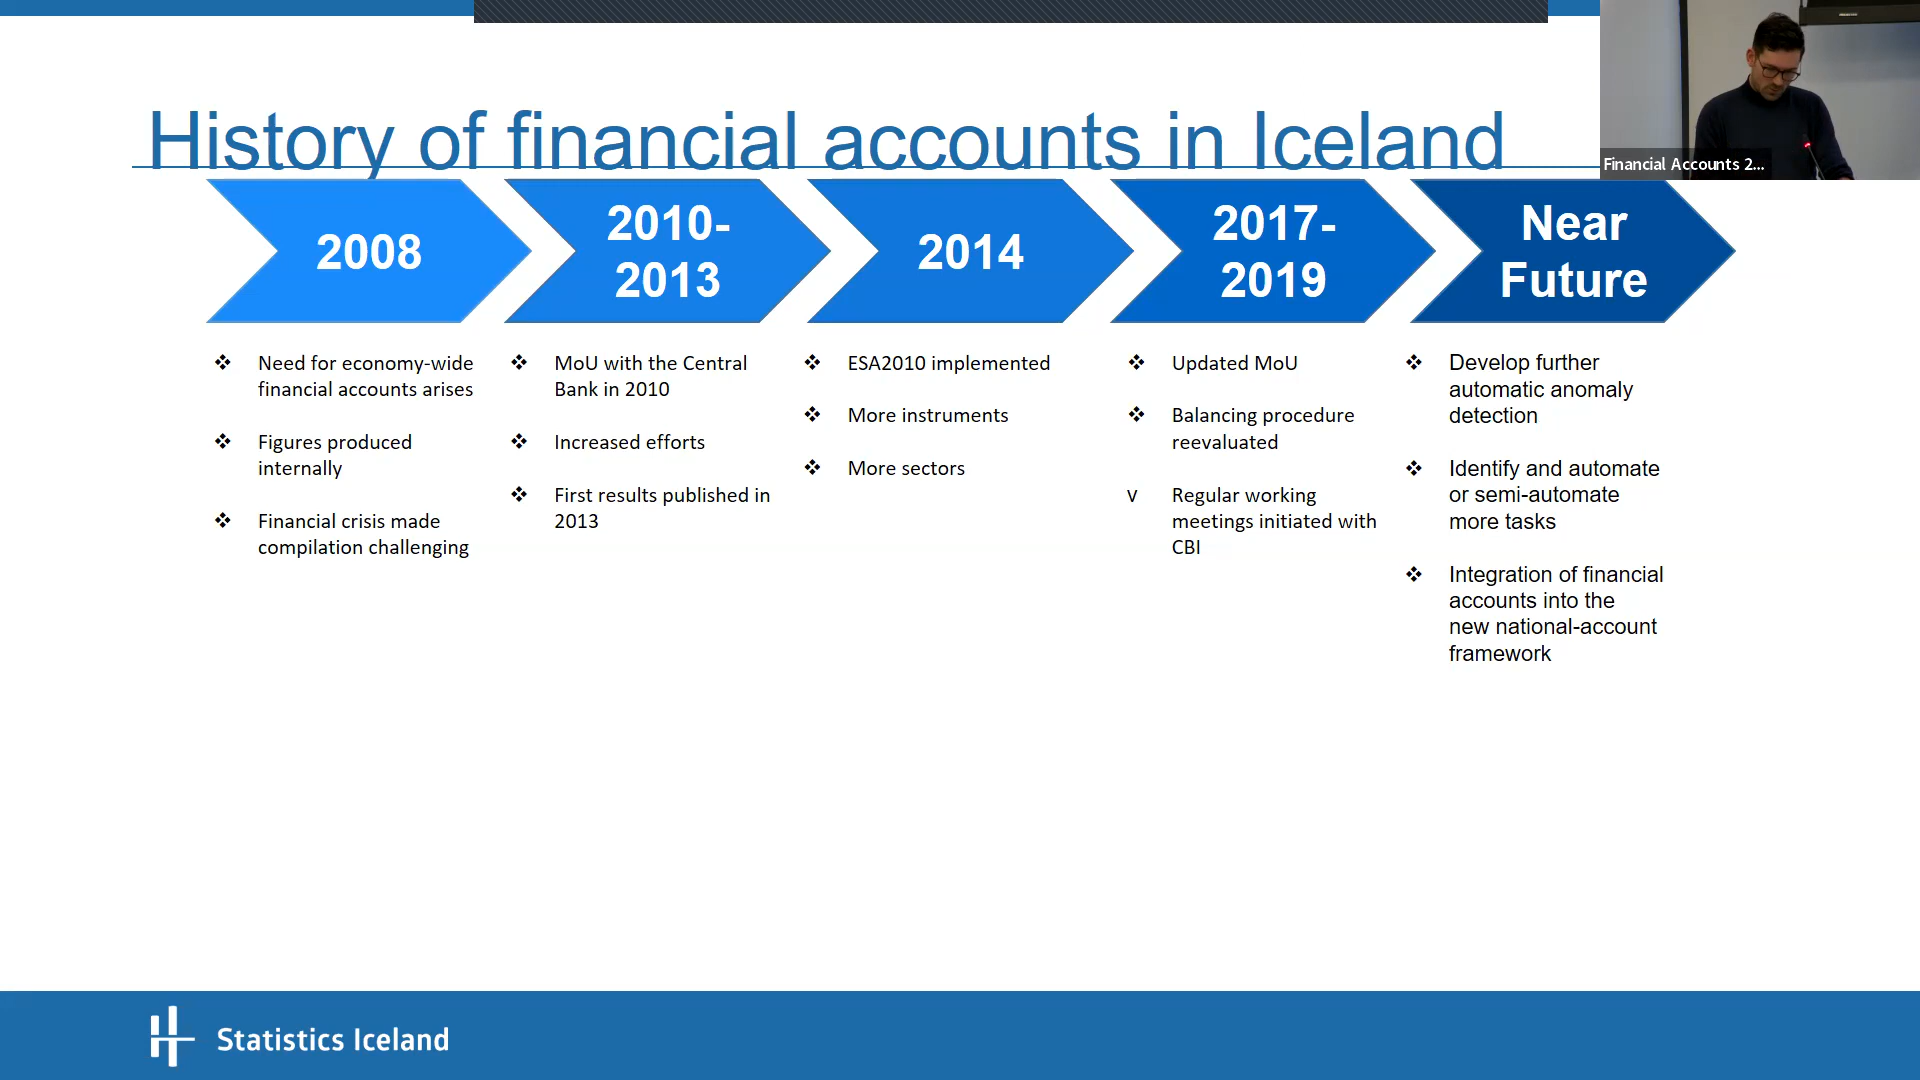 History of financial accounts in Iceland
Financial Accounts 2...
2008
2010-
2013
2014
2017-
2019
Near
Future
❖ Need for economy-wide
financial accounts arises
❖ Figures produced
internally
❖ Financial crisis made
compilation challenging
❖ MoU with the Central
Bank in 2010
❖ Increased efforts
❖ First results published in
2013
❖ ESA2010 implemented
❖ More instruments
❖ More sectors
❖ Updated MoU
❖ Balancing procedure
reevaluated
v Regular working
meetings initiated with
CBI
❖ Develop further
automatic anomaly
detection
❖ Identify and automate
or semi-automate
more tasks
❖ Integration of financial
accounts into the
new national-account
framework
Statistics Iceland